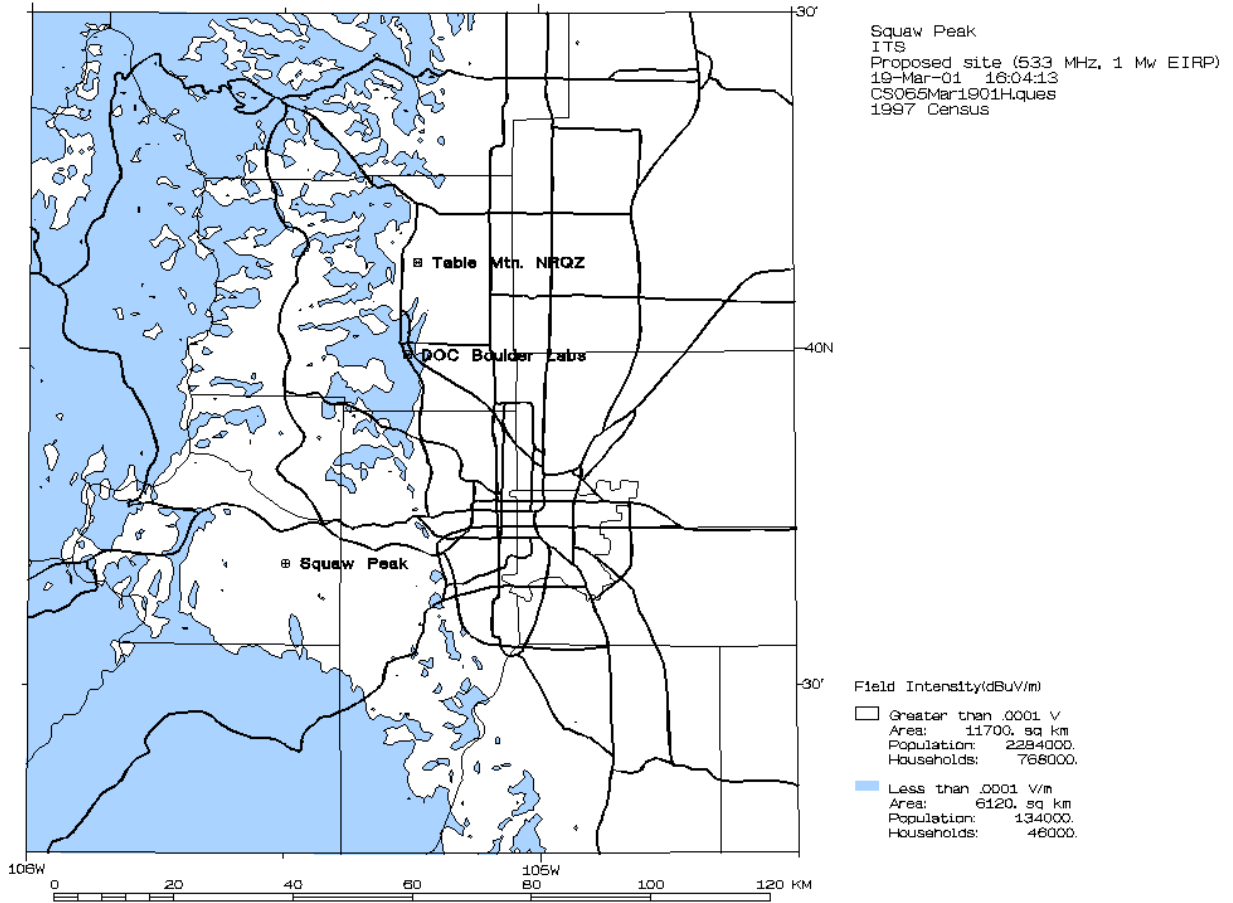 30'
Squaw Peak
ITS
Proposed site (533 MHz, 1 Mw EIRP)
19-Mar-01 16:04:13
CS065Mar1901H.ques
1997 Census
Table Mtn. NRQZ
40N
DOC Boulder Labs
Squaw Peak
30'
Field Intensity(dBuV/m)
Greater than .0001 V
Area: 11700. sq km
Population: 2284000.
Households: 768000.
Less than .0001 V/m
Area: 6120. sq km
Population: 134000.
Households: 46000.
106W
105W
0 20 40 60 80 100 120 KM